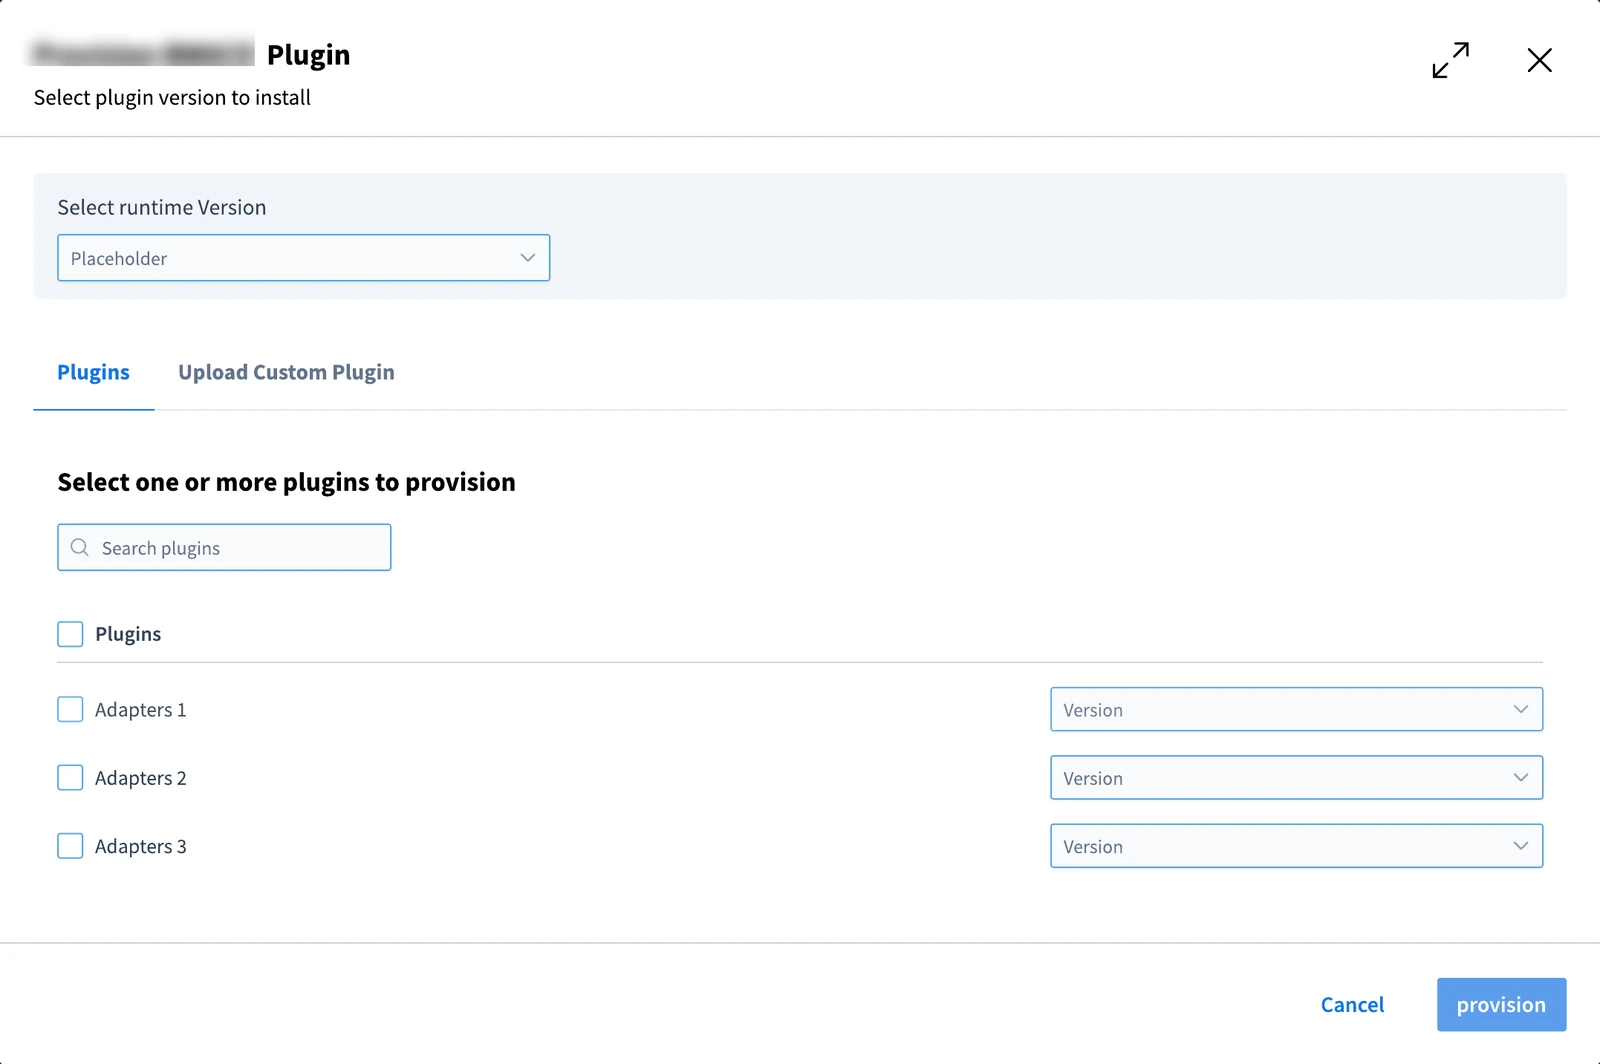 Plugin
Select plugin version to install
Select runtime Version
Placeholder
Plugins
Upload Custom Plugin
Select one or more plugins to provision
Search plugins
Plugins
Adapters 1
Version
Adapters 2
Version
Adapters 3
Version
Cancel
provision